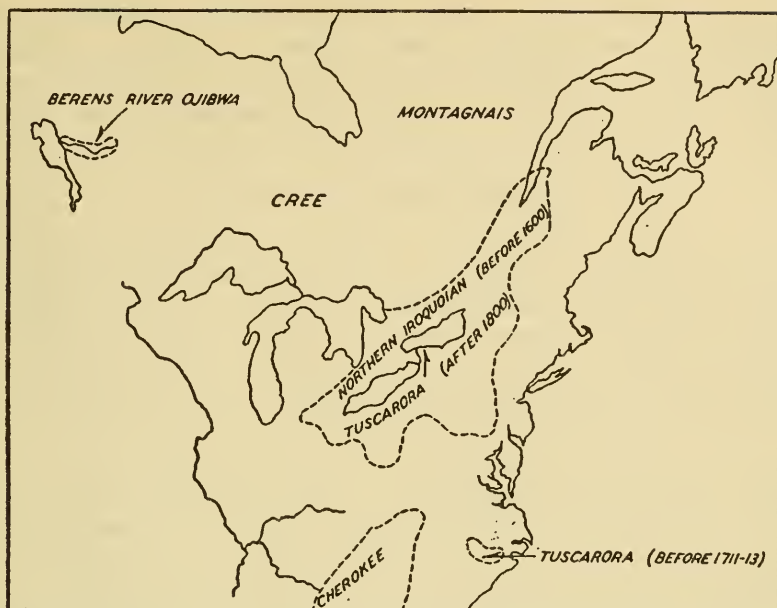 BERENS RIVER OJIBWA
MONTAGNAIS
CREE
NORTHERN IROQUOIAN (BEFORE 1600)
TUSCARORA (AFTER 1800)
TUSCARORA (BEFORE 1711-13)
CHEROKEE